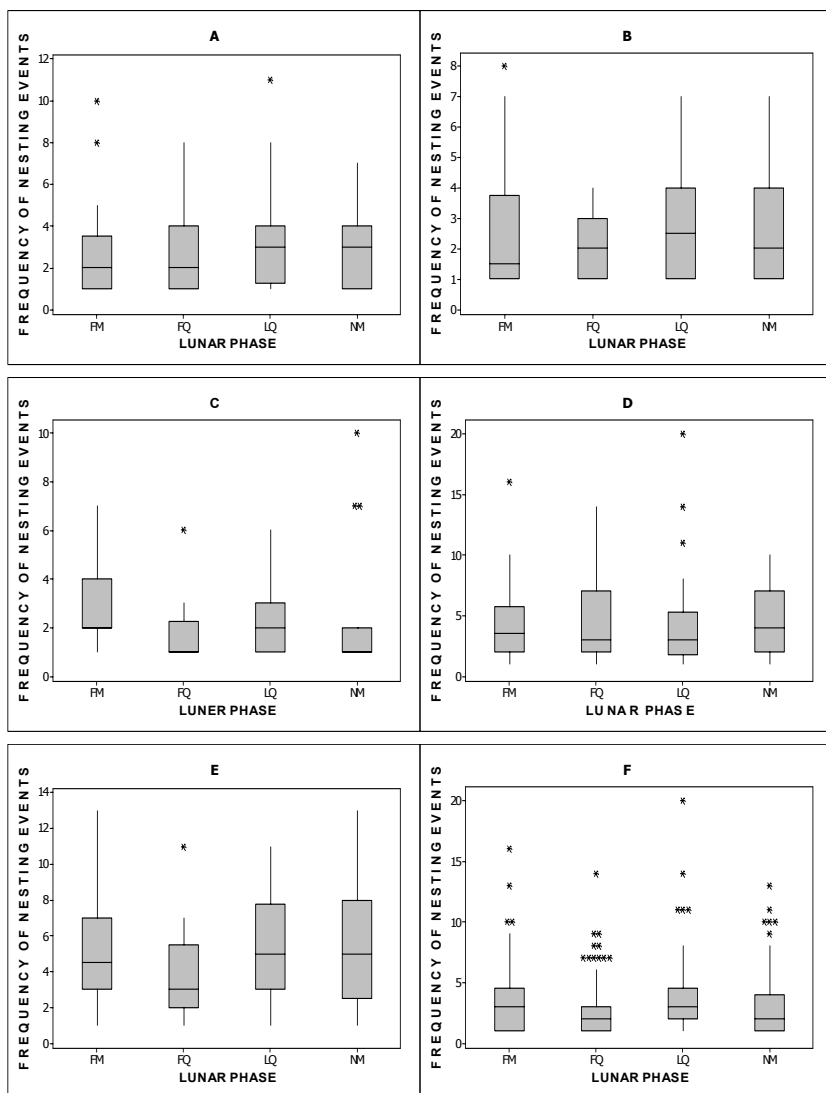 A
FREQUENCY OF NESTING EVENTS
12
10
8
6
4
2
0
FM FQ LQ NM
LUNAR PHASE
B
FREQUENCY OF NESTING EVENTS
8
7
6
5
4
3
2
1
0
FM FQ LQ NM
LUNAR PHASE
C
FREQUENCY OF NESTING EVENTS
10
8
6
4
2
0
FM FQ LQ NM
LUNER PHASE
D
FREQUENCY OF NESTING EVENTS
20
15
10
5
0
FM FQ LQ NM
LUNAR PHASE
E
FREQUENCY OF NESTING EVENTS
14
12
10
8
6
4
2
0
FM FQ LQ NM
LUNAR PHASE
F
FREQUENCY OF NESTING EVENTS
20
15
10
5
0
FM FQ LQ NM
LUNAR PHASE